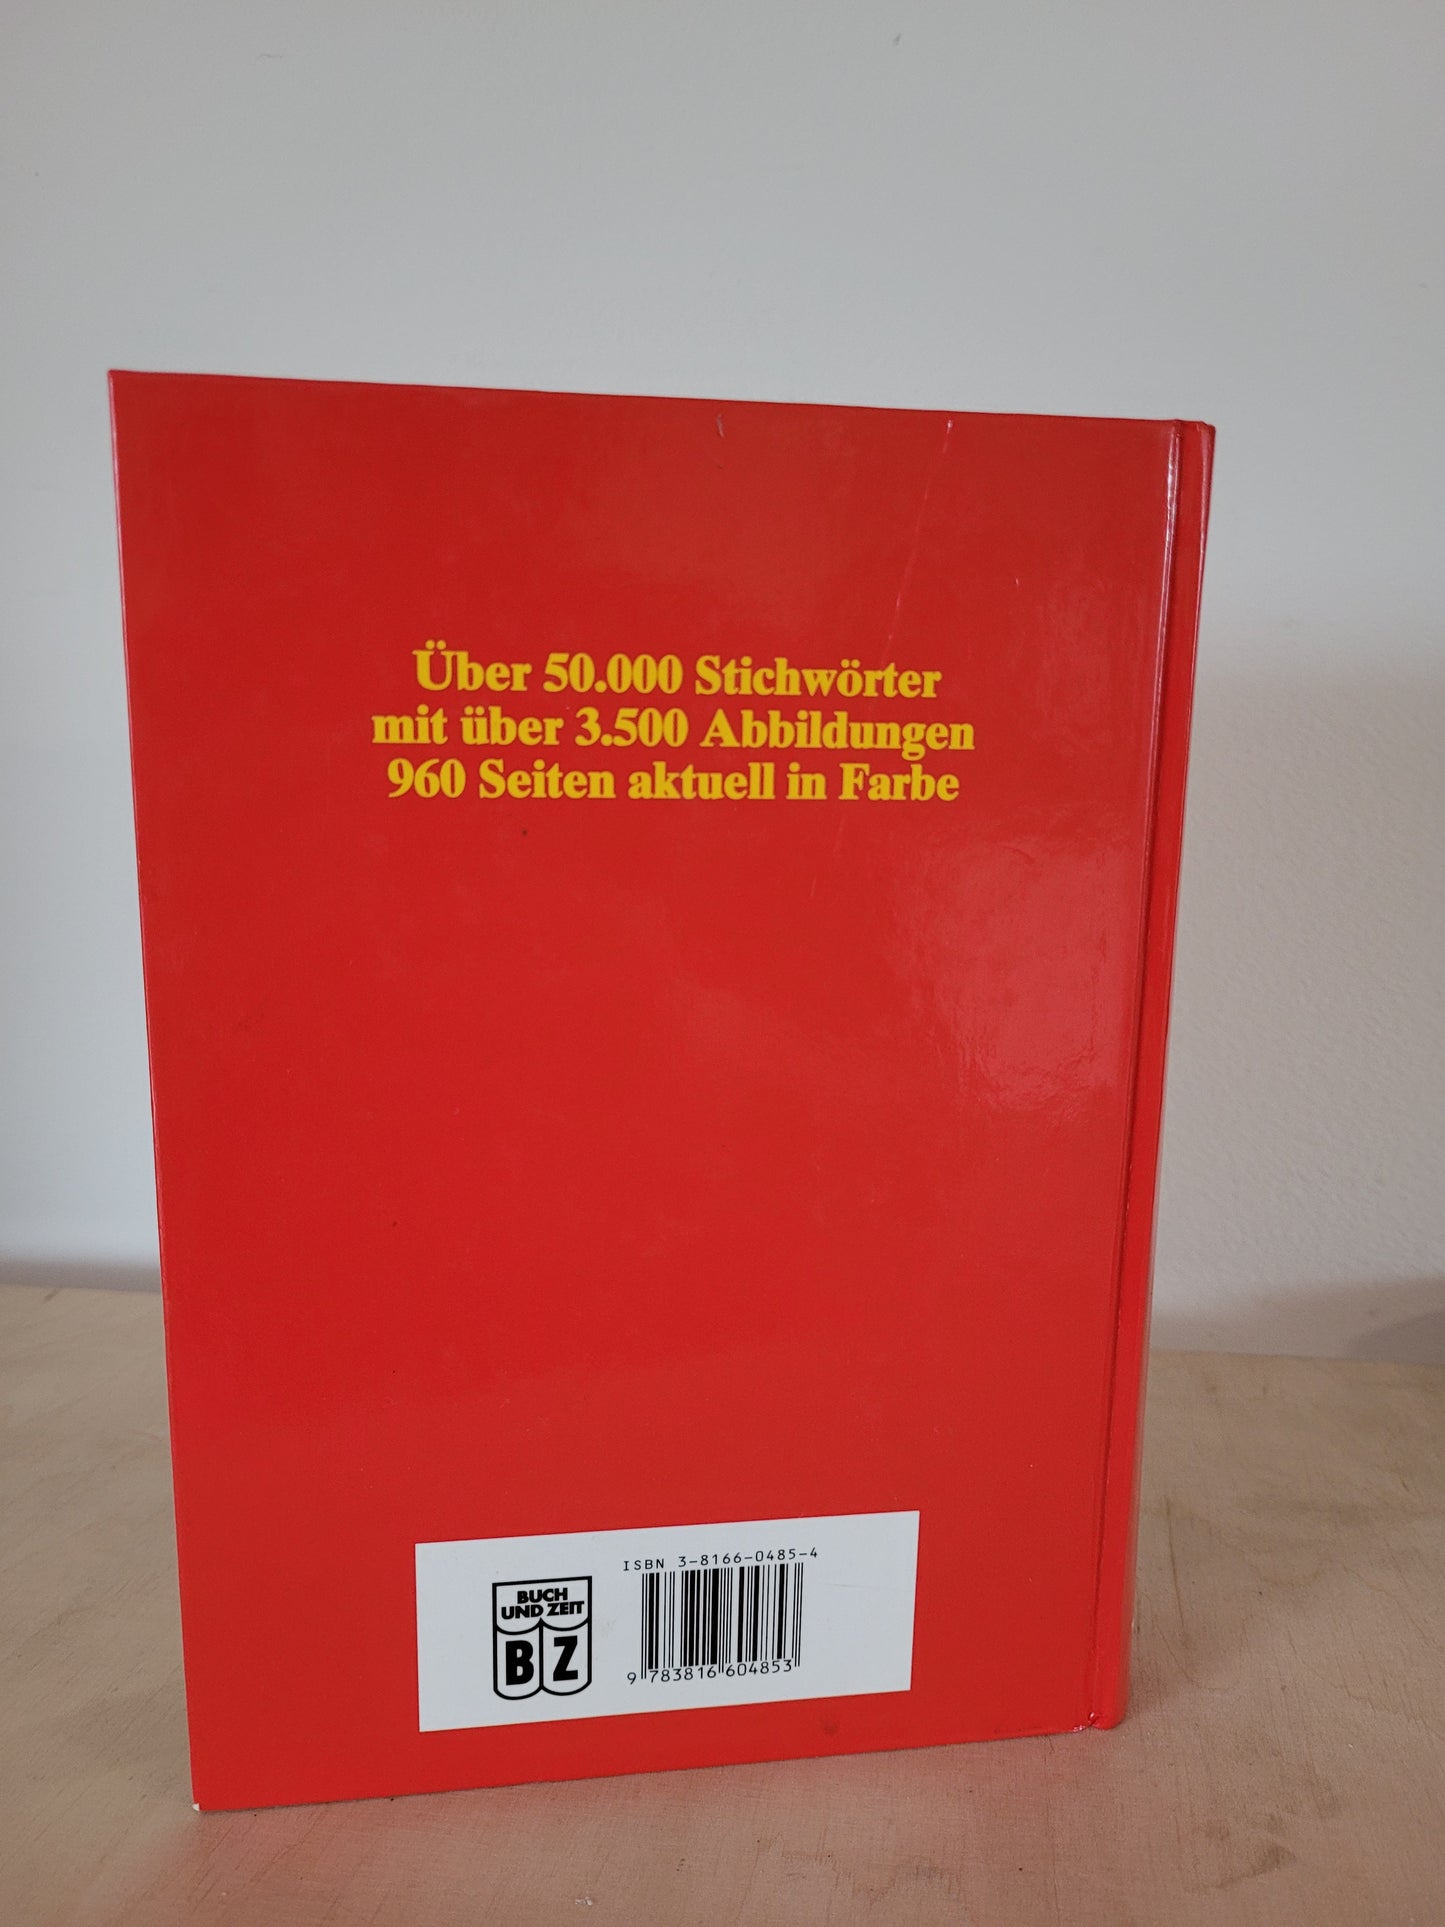 Über 50.000 Stichwörter
mit über 3.500 Abbildungen
960 Seiten aktuell in Farbe
BUCH
UND ZEIT
B Z
ISBN 3-8166-0485-4
9 783816 604853